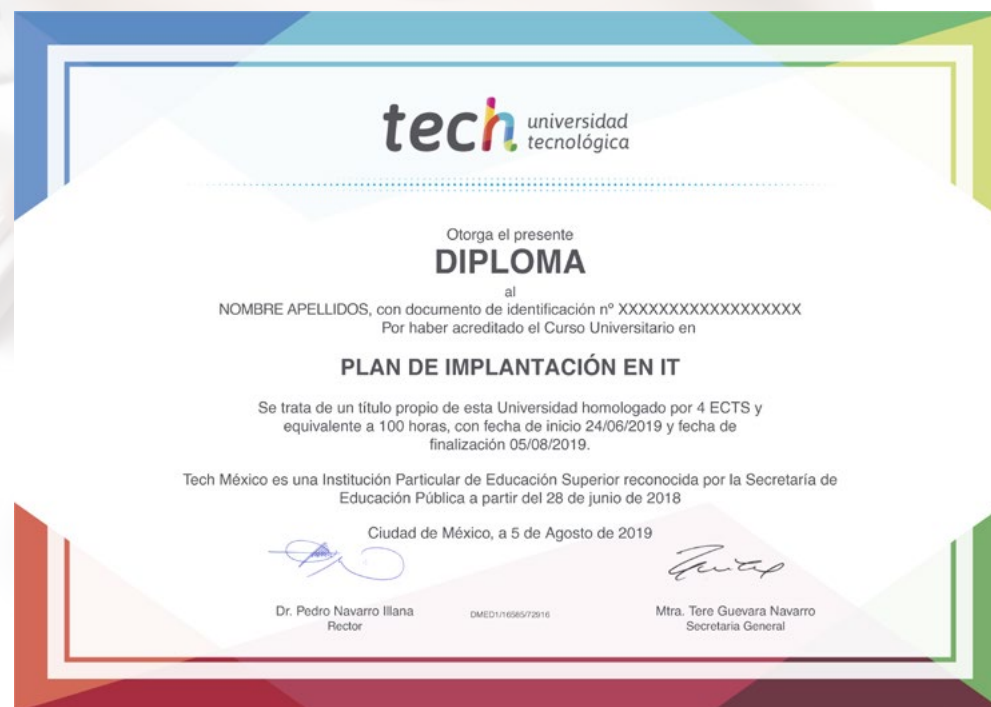 tech universidad
tecnológica
Otorga el presente
DIPLOMA
al
NOMBRE APELLIDOS, con documento de identificación nº XXXXXXXXXXXXXXXXXX
Por haber acreditado el Curso Universitario en
PLAN DE IMPLANTACIÓN EN IT
Se trata de un título propio de esta Universidad homologado por 4 ECTS y
equivalente a 100 horas, con fecha de inicio 24/06/2019 y fecha de
finalización 05/08/2019.
Tech México es una Institución Particular de Educación Superior reconocida por la Secretaría de
Educación Pública a partir del 28 de junio de 2018
Ciudad de México, a 5 de Agosto de 2019
Dr. Pedro Navarro Illana
Rector
DMED1/16585/72916
Mtra. Tere Guevara Navarro
Secretaria General